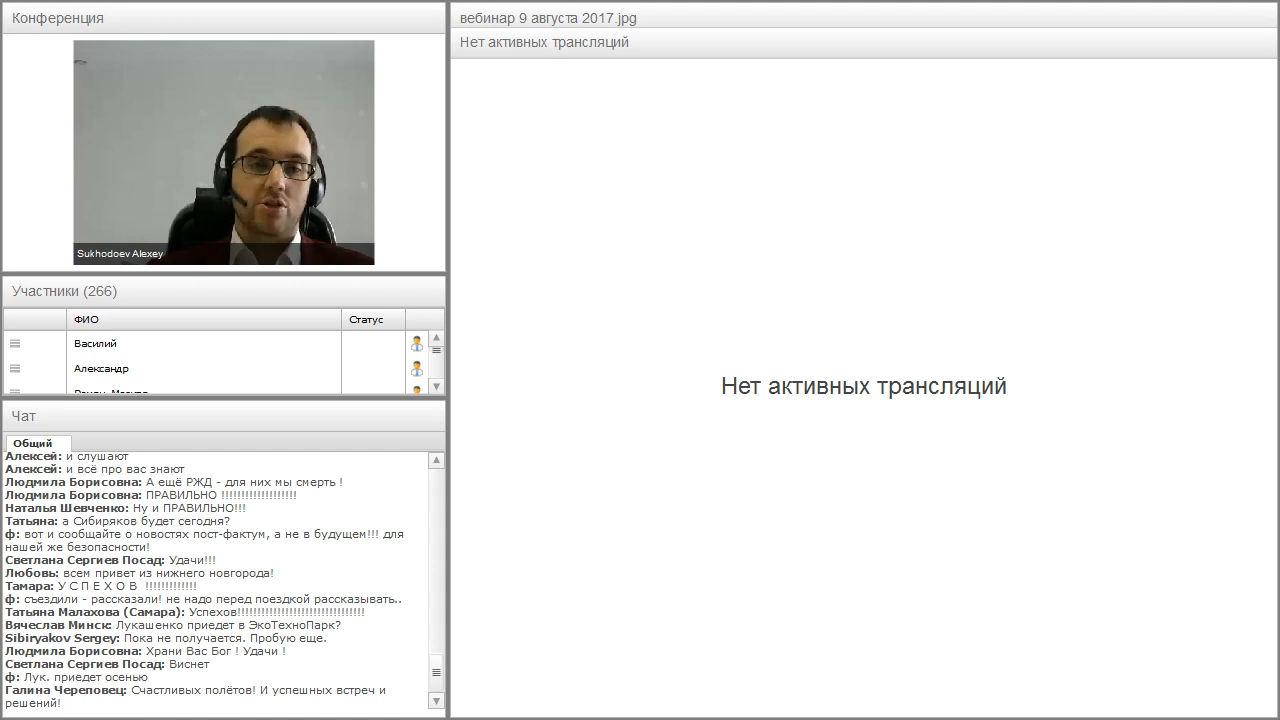 Конференция
Sukhodoev Alexey
Участники (266)
ФИО
Статус
Василий
Александр
Чат
Общий
Алексей: и слушают
Алексей: и всё про вас знают
Людмила Борисовна: А ещё РЖД - для них мы смерть !
Людмила Борисовна: ПРАВИЛЬНО !!!!!!!!!!!!!!!!!!!
Наталья Шевченко: Ну и ПРАВИЛЬНО!!!
Татьяна: а Сибиряков будет сегодня?
ф: вот и сообщайте о новостях пост-фактум, а не в будущем!!! для
нашей же безопасности!
Светлана Сергиев Посад: Удачи!!!
Любовь: всем привет из нижнего новгорода!
Тамара: У С П Е Х О В !!!!!!!!!!!!!
ф: съездили - рассказали! не надо перед поездкой рассказывать..
Татьяна Малахова (Самара): Успехов!!!!!!!!!!!!!!!!!!!!!!!!!!!!!!!!
Вячеслав Минск: Лукашенко приедет в ЭкоТехноПарк?
Sibiryakov Sergey: Пока не получается. Пробую еще.
Людмила Борисовна: Храни Вас Бог ! Удачи !
Светлана Сергиев Посад: Виснет
ф: Лук. приедет осенью
Галина Череповец: Счастливых полётов! И успешных встреч и
решений!
вебинар 9 августа 2017.jpg
Нет активных трансляций
Нет активных трансляций